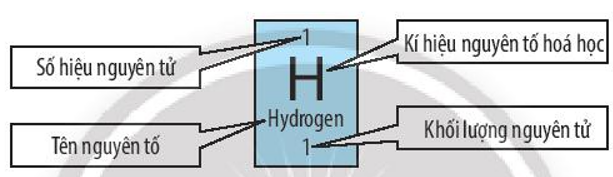 Số hiệu nguyên tử
1
Kí hiệu nguyên tố hoá học
H
Tên nguyên tố
Hydrogen
Khối lượng nguyên tử
1